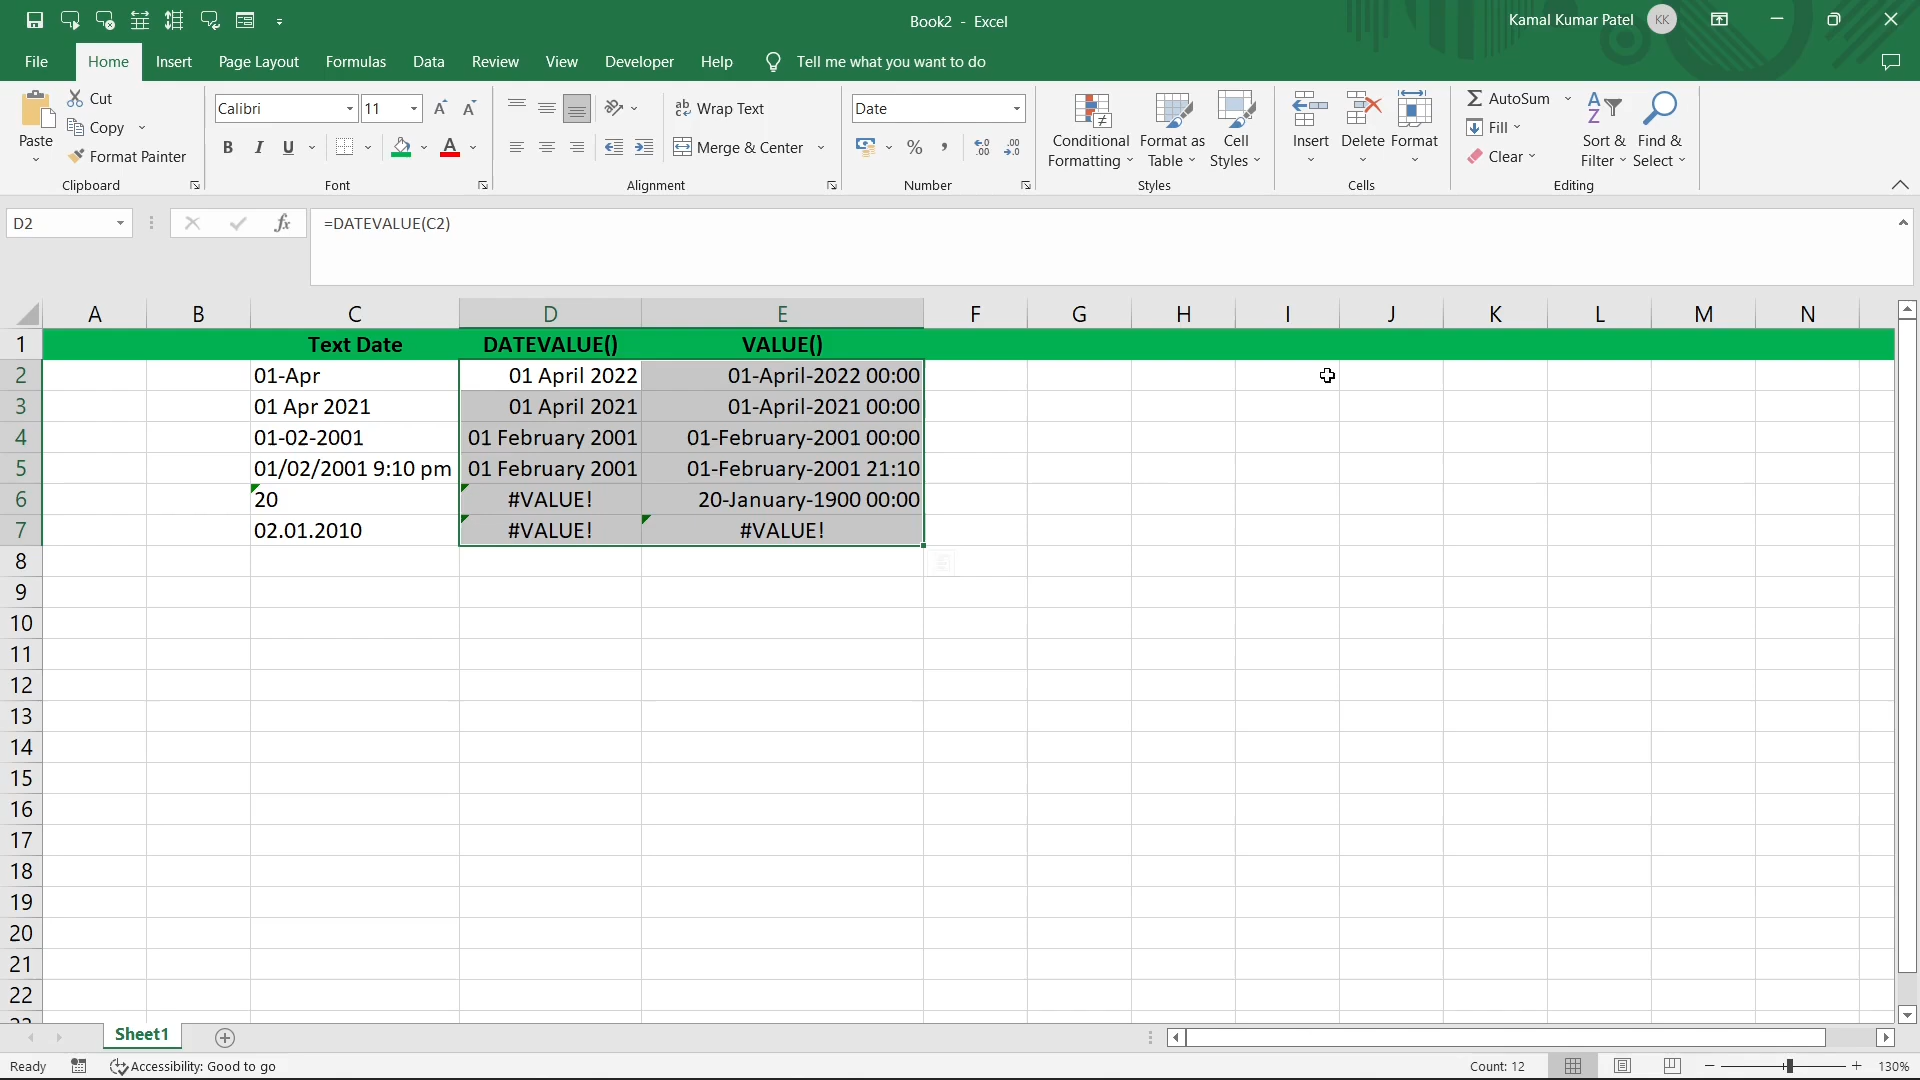 Book2 - Excel
Kamal Kumar Patel KK
File Home Insert Page Layout Formulas Data Review View Developer Help Tell me what you want to do
Paste
Cut
Copy
Format Painter
Clipboard
Calibri 11
B I U A
Font
ab Wrap Text
Merge & Center
Alignment
Date
% ,
Number
Conditional Formatting
Format as Table
Cell Styles
Styles
Insert Delete Format
Cells
AutoSum
Fill
Clear
Sort & Filter
Find & Select
Editing
D2 fx =DATEVALUE(C2)
A B C D E F G H I J K L M N
1 Text Date DATEVALUE() VALUE()
2 01-Apr 01 April 2022 01-April-2022 00:00
3 01 Apr 2021 01 April 2021 01-April-2021 00:00
4 01-02-2001 01 February 2001 01-February-2001 00:00
5 01/02/2001 9:10 pm 01 February 2001 01-February-2001 21:10
6 20 #VALUE! 20-January-1900 00:00
7 02.01.2010 #VALUE! #VALUE!
8
9
10
11
12
13
14
15
16
17
18
19
20
21
22
Sheet1
Ready Accessibility: Good to go Count: 12 130%